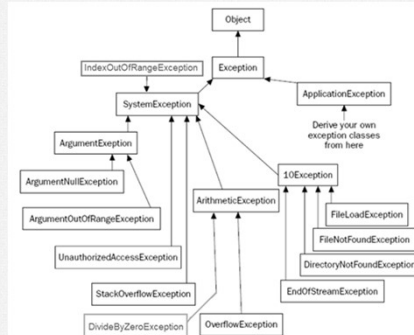 Object
Exception
IndexOutOfRangeException
SystemException
ApplicationException
Derive your own
exception classes
from here
ArgumentExeption
ArgumentNullException
ArgumentOutOfRangeException
ArithmeticException
10Exception
FileLoadException
FileNotFoundException
UnauthorizedAccessException
DirectoryNotFoundException
StackOverflowException
EndOfStreamException
DivideByZeroException
OverflowException